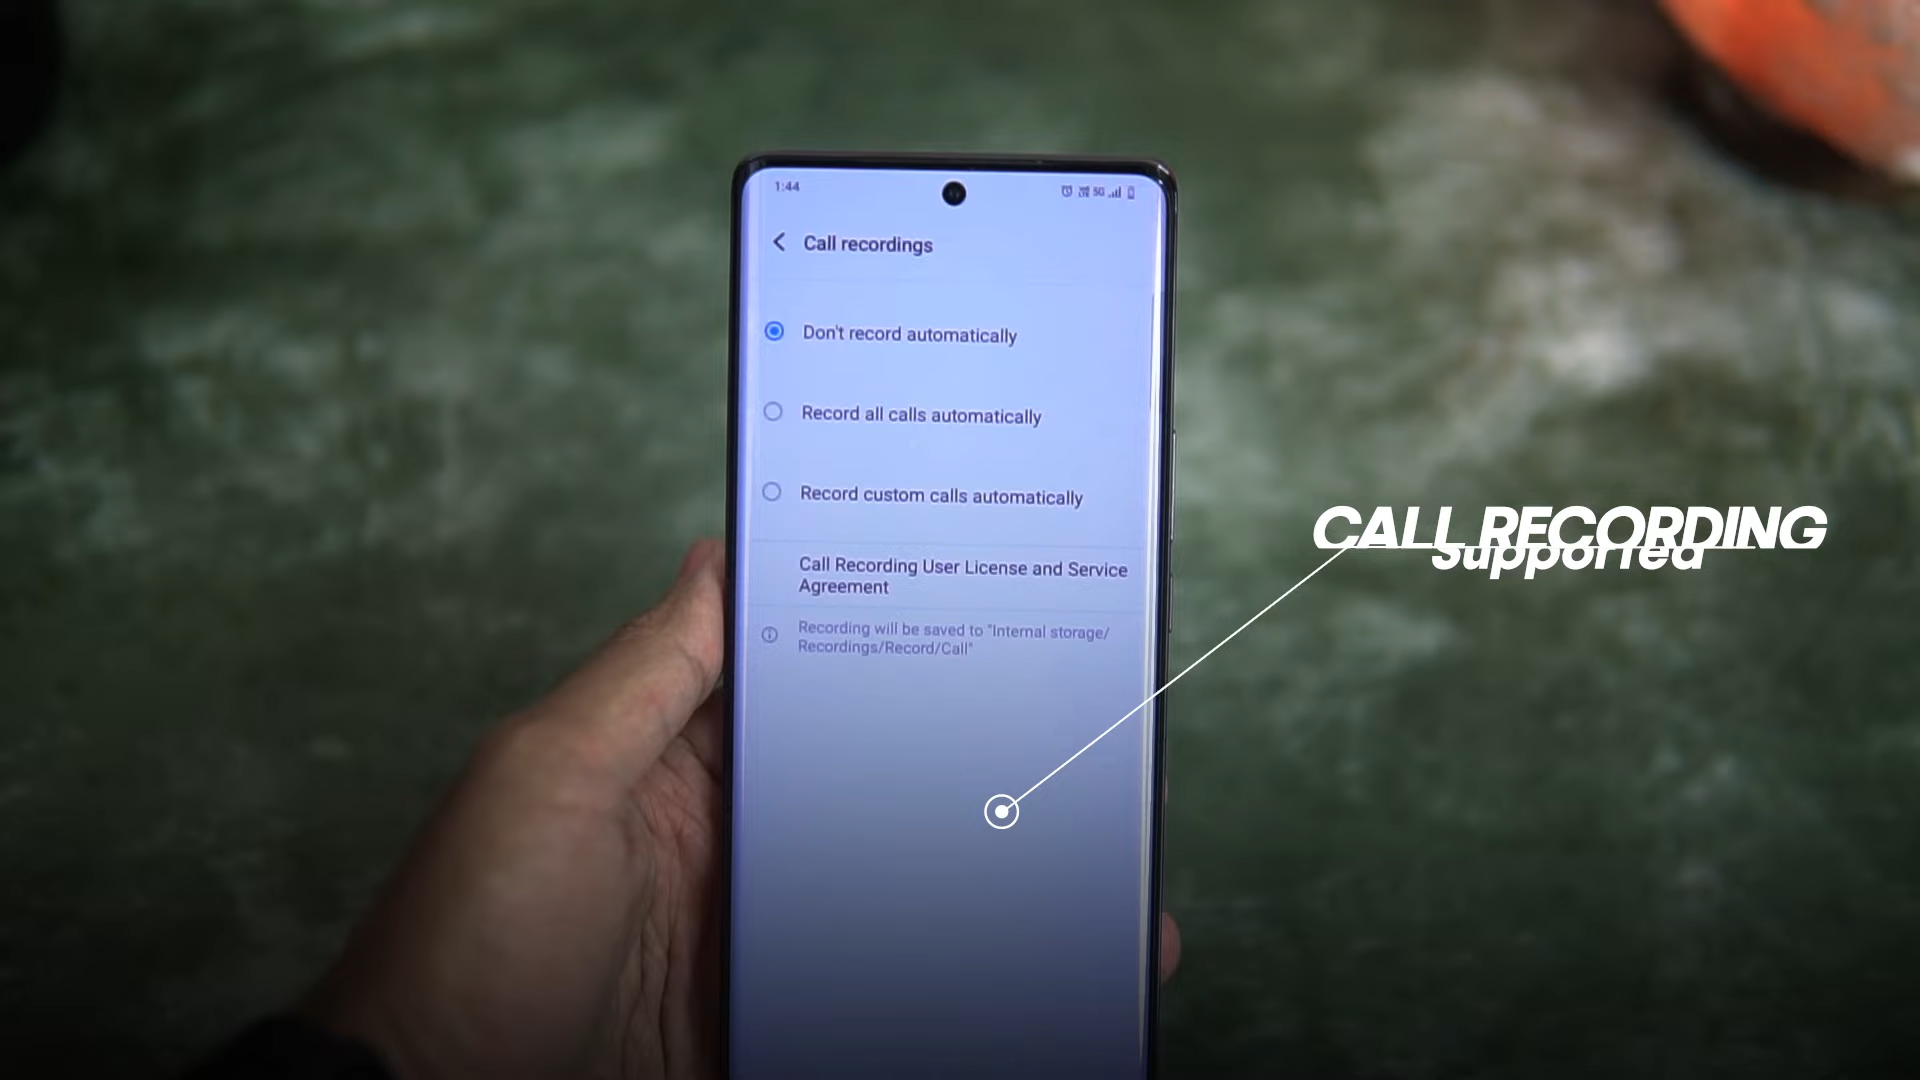 1:44
5G
Call recordings
Don't record automatically
Record all calls automatically
Record custom calls automatically
Call Recording User License and Service
Agreement
Recording will be saved to "Internal storage/
Recordings/Record/Call"
CALL RECORDING
Supported